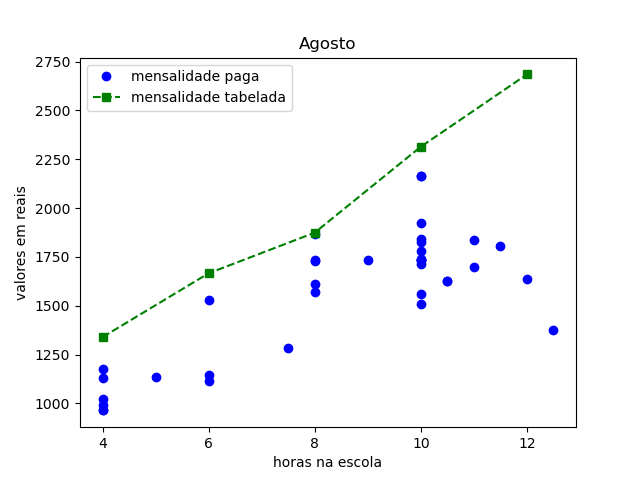 Agosto
mensalidade paga
mensalidade tabelada
valores em reais
2750
2500
2250
2000
1750
1500
1250
1000
4 6 8 10 12
horas na escola